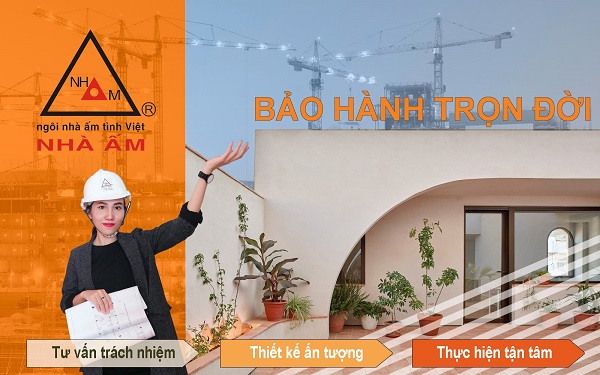 NH M
®
ngôi nhà ấm tình Việt
NHÀ ẤM
BẢO HÀNH TRỌN ĐỜI
Tư vấn trách nhiệm
Thiết kế ấn tượng
Thực hiện tận tâm